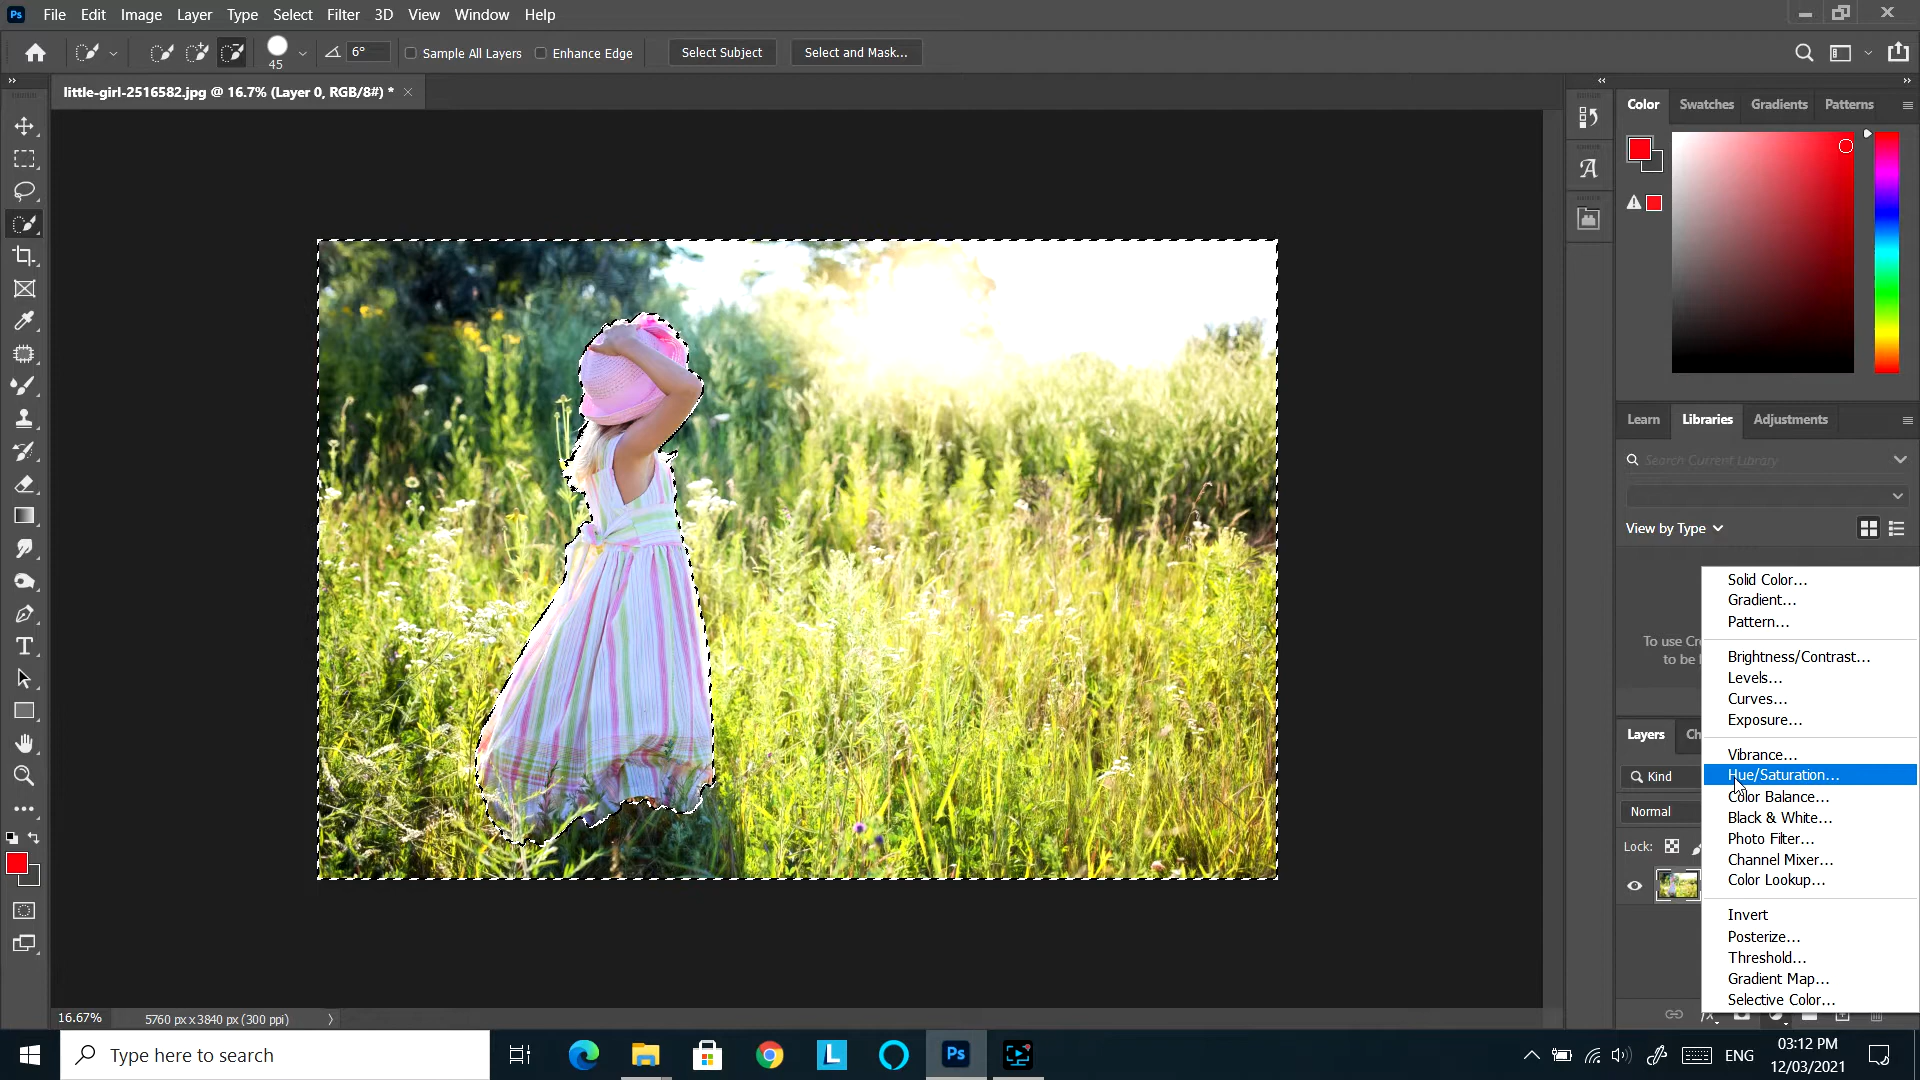 Ps File Edit Image Layer Type Select Filter 3D View Window Help
45 6° Sample All Layers Enhance Edge Select Subject Select and Mask...
little-girl-2516582.jpg @ 16.7% (Layer 0, RGB/8#) * ×
Color Swatches Gradients Patterns
Learn Libraries Adjustments
Search Current Library
View by Type
To use Cr
to be
Solid Color...
Gradient...
Pattern...
Brightness/Contrast...
Levels...
Curves...
Exposure...
Vibrance...
Hue/Saturation...
Color Balance...
Black & White...
Photo Filter...
Channel Mixer...
Color Lookup...
Invert
Posterize...
Threshold...
Gradient Map...
Selective Color...
Layers Ch
Kind
Normal
Lock:
16.67% 5760 px x 3840 px (300 ppi)
Type here to search
L
Ps
ENG
03:12 PM
12/03/2021